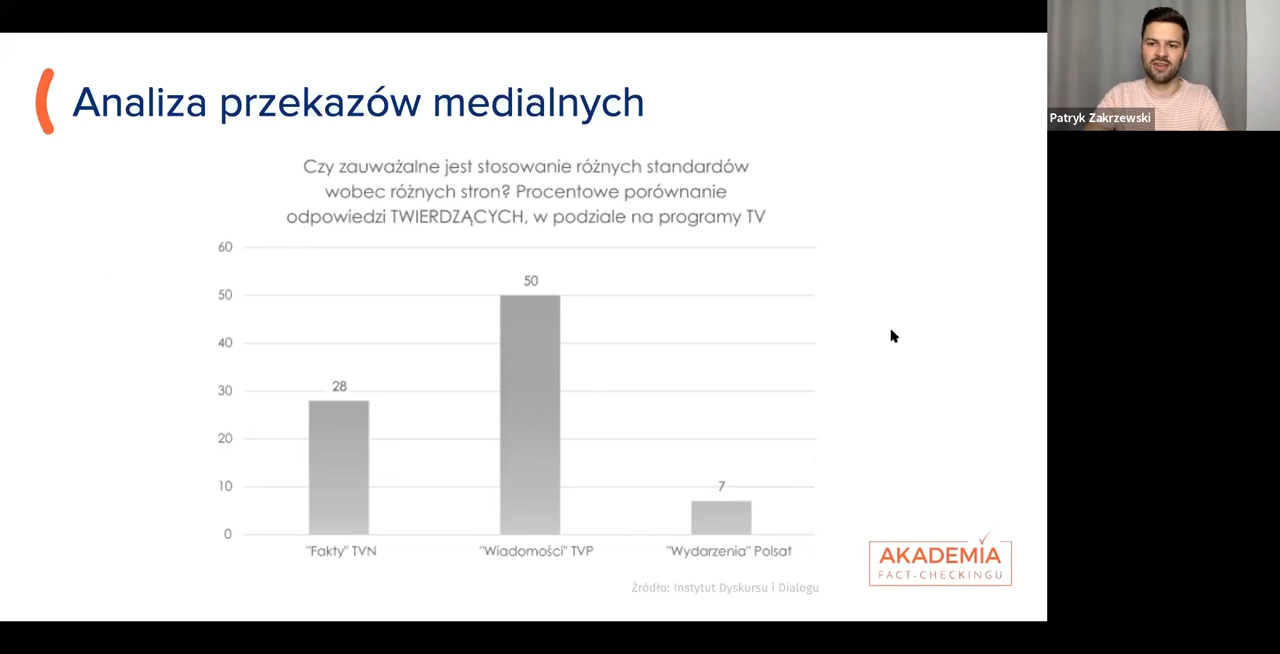 Analiza przekazów medialnych
Czy zauważalne jest stosowanie różnych standardów
wobec różnych stron? Procentowe porównanie
odpowiedzi TWIERDZĄCYCH, w podziale na programy TV
60
50
40
30
20
10
0
28
50
7
"Fakty" TVN
"Wiadomości" TVP
"Wydarzenia" Polsat
Źródło: Instytut Dyskursu i Dialogu
AKADEMIA
FACT-CHECKINGU
Patryk Zakrzewski